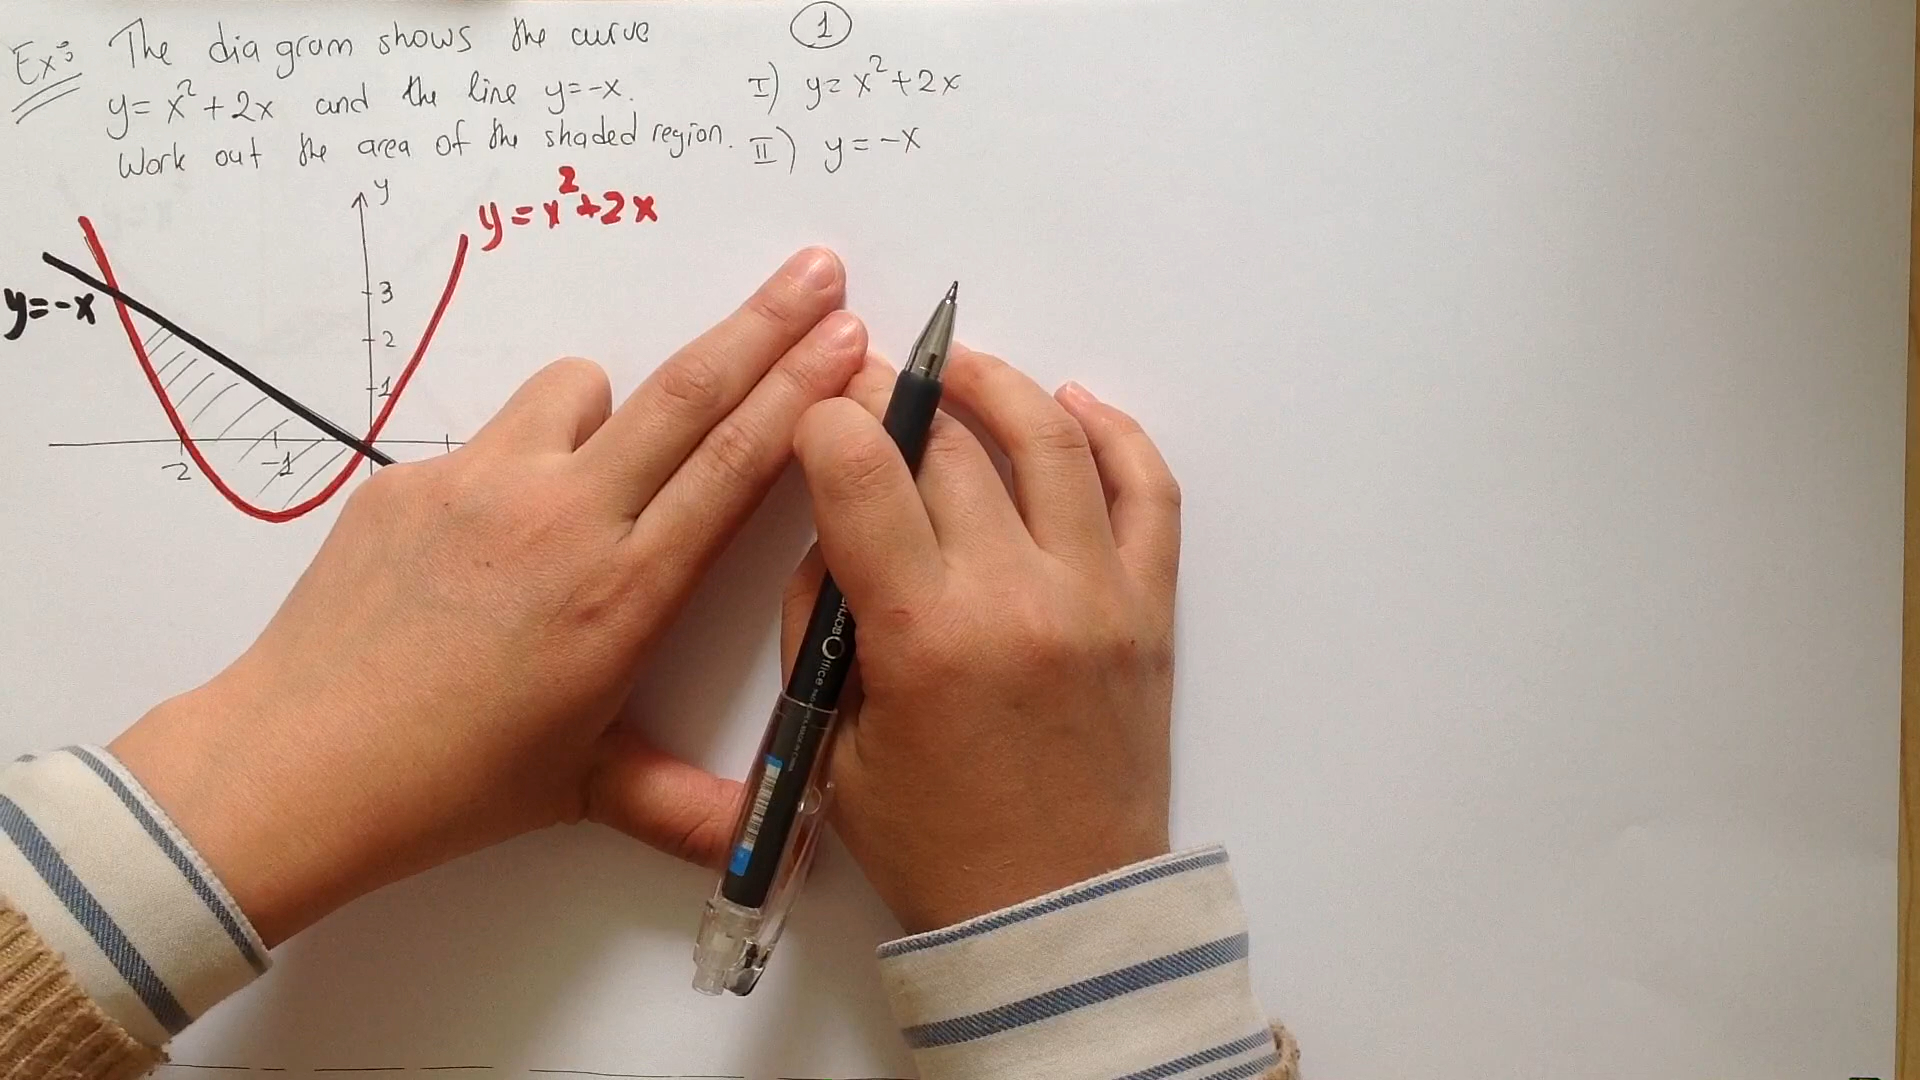 Ex: The diagram shows the curve
y = x² + 2x and the line y = -x.
Work out the area of the shaded region.
①
I) y = x² + 2x
II) y = -x
y
y = x² + 2x
y = -x
3
2
1
-2 -1
Office